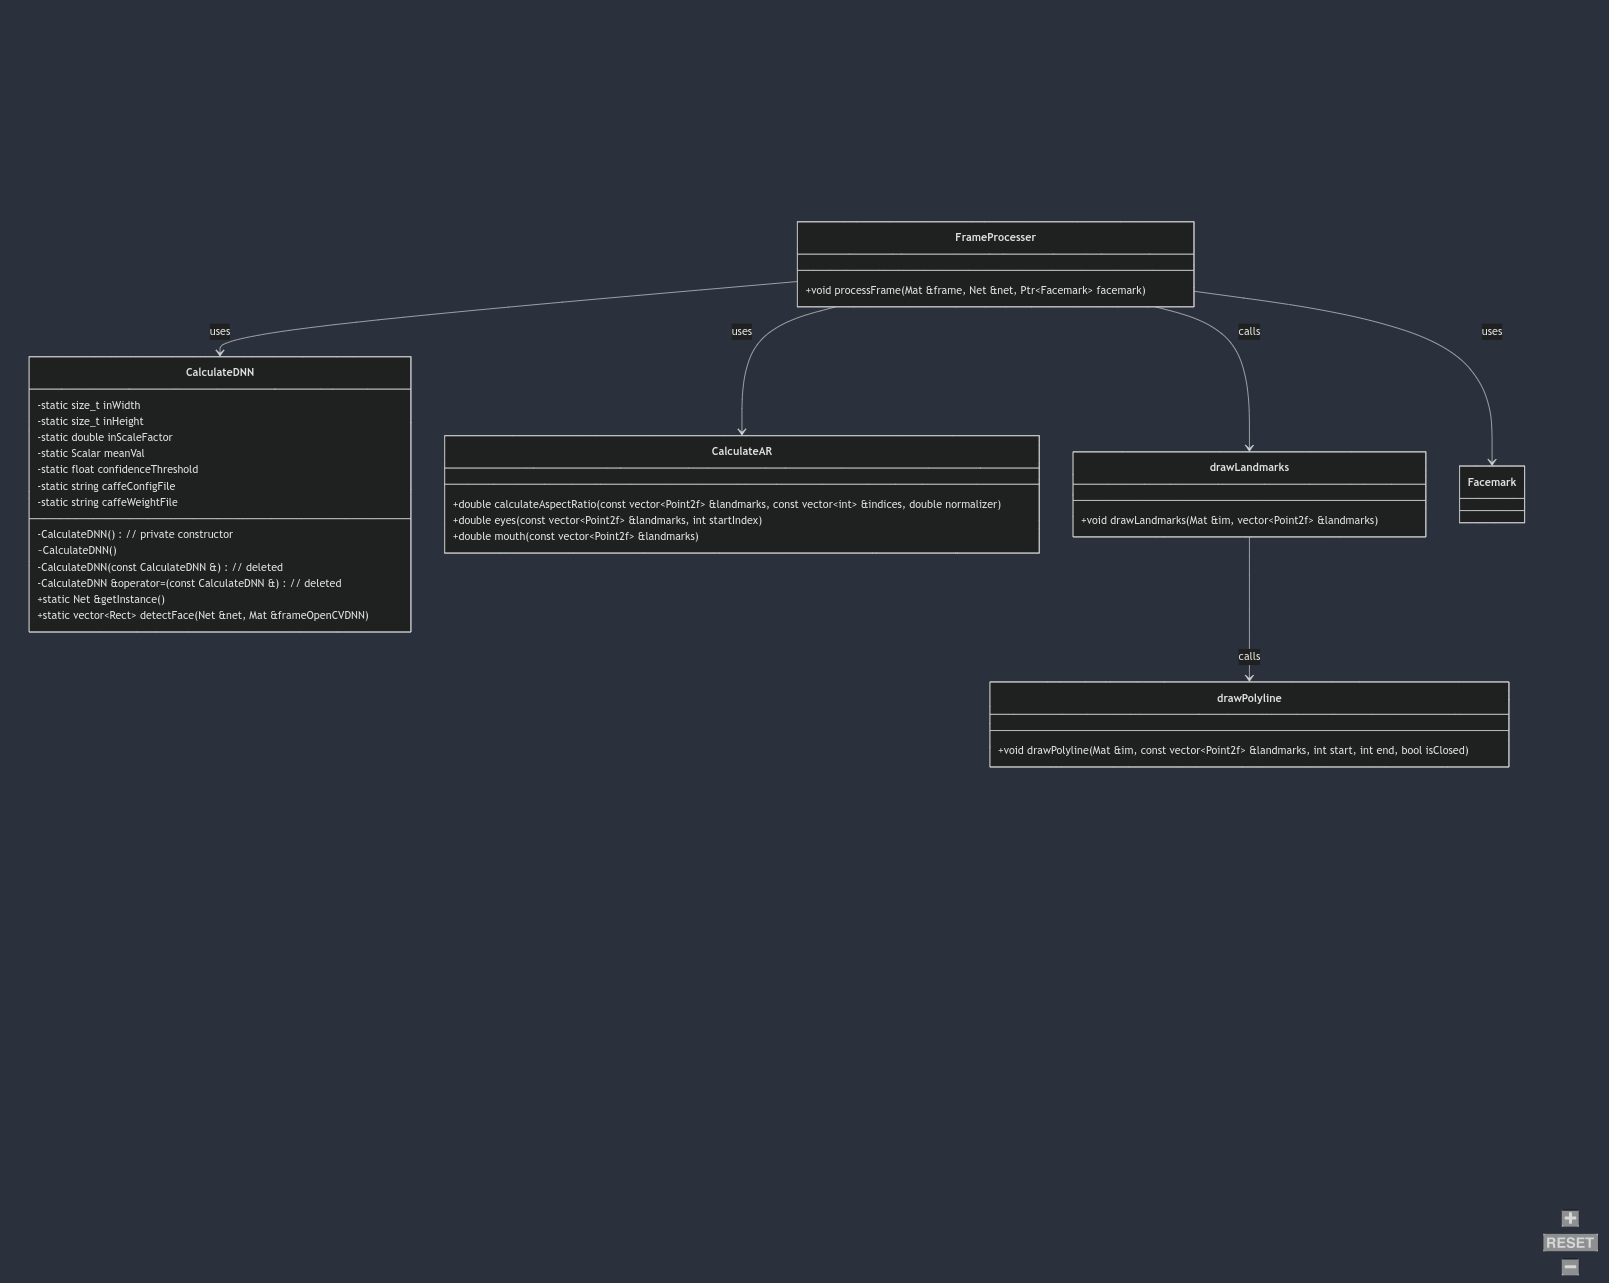 FrameProcesser
+void processFrame(Mat &frame, Net &net, Ptr<Facemark> facemark)
uses
uses
calls
uses
CalculateDNN
-static size_t inWidth
-static size_t inHeight
-static double inScaleFactor
-static Scalar meanVal
-static float confidenceThreshold
-static string caffeConfigFile
-static string caffeWeightFile
-CalculateDNN() : // private constructor
~CalculateDNN()
-CalculateDNN(const CalculateDNN &) : // deleted
-CalculateDNN &operator=(const CalculateDNN &) : // deleted
+static Net &getInstance()
+static vector<Rect> detectFace(Net &net, Mat &frameOpenCVDNN)
CalculateAR
+double calculateAspectRatio(const vector<Point2f> &landmarks, const vector<int> &indices, double normalizer)
+double eyes(const vector<Point2f> &landmarks, int startIndex)
+double mouth(const vector<Point2f> &landmarks)
drawLandmarks
+void drawLandmarks(Mat &im, vector<Point2f> &landmarks)
Facemark
calls
drawPolyline
+void drawPolyline(Mat &im, const vector<Point2f> &landmarks, int start, int end, bool isClosed)
+
RESET
−